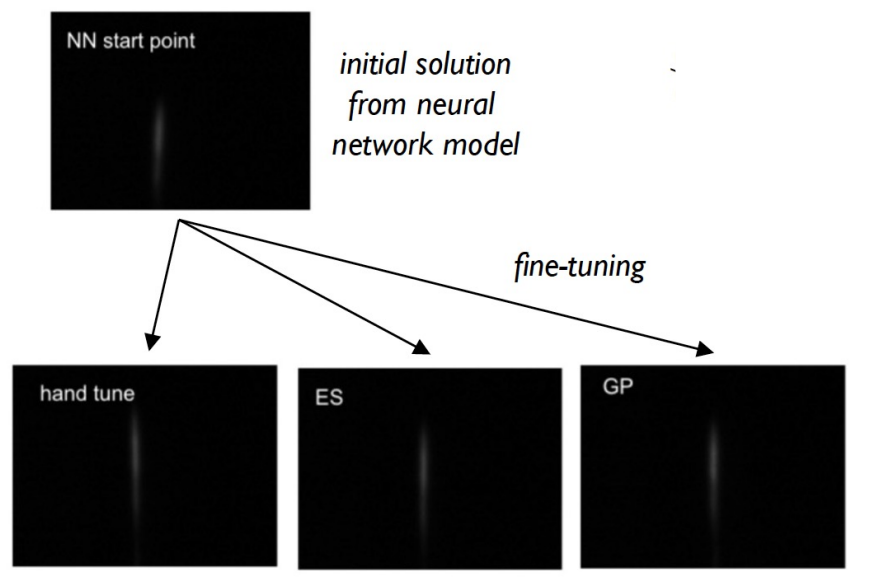 NN start point
initial solution
from neural
network model
fine-tuning
hand tune
ES
GP